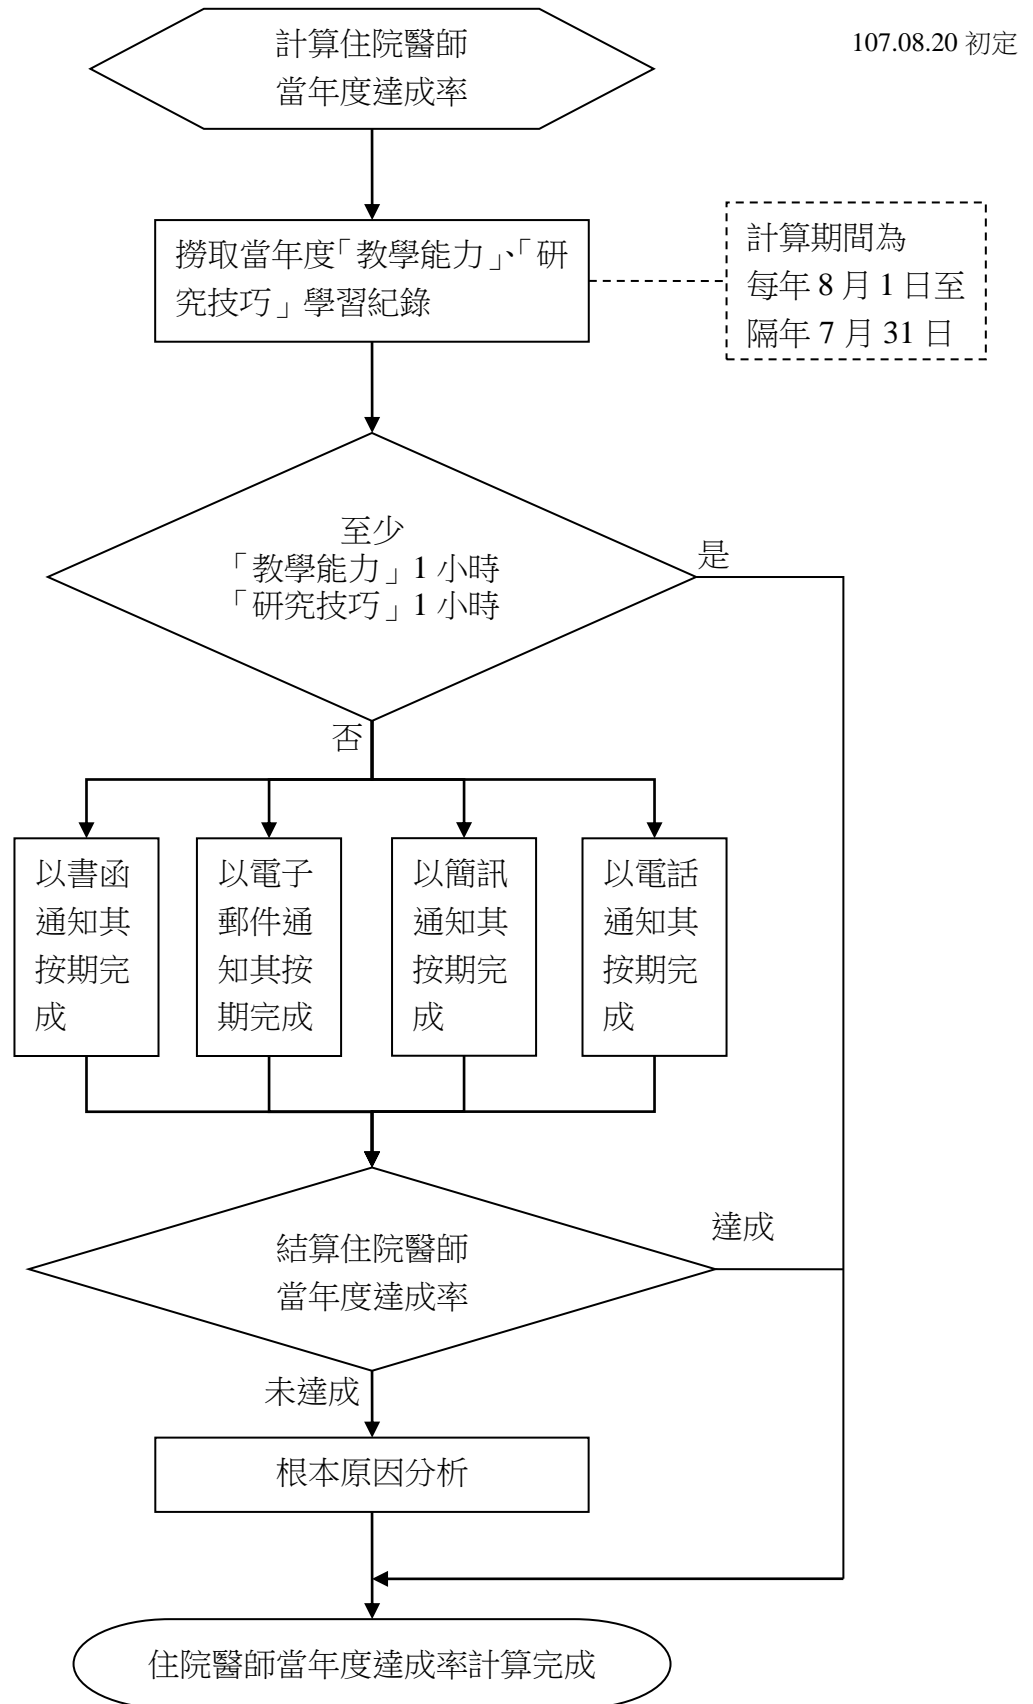 107.08.20 初定
計算住院醫師
當年度達成率
撈取當年度「教學能力」、「研
究技巧」學習紀錄
計算期間為
每年 8 月 1 日至
隔年 7 月 31 日
至少
「教學能力」1 小時
「研究技巧」1 小時
是
否
以書函
通知其
按期完
成
以電子
郵件通
知其按
期完成
以簡訊
通知其
按期完
成
以電話
通知其
按期完
成
結算住院醫師
當年度達成率
達成
未達成
根本原因分析
住院醫師當年度達成率計算完成